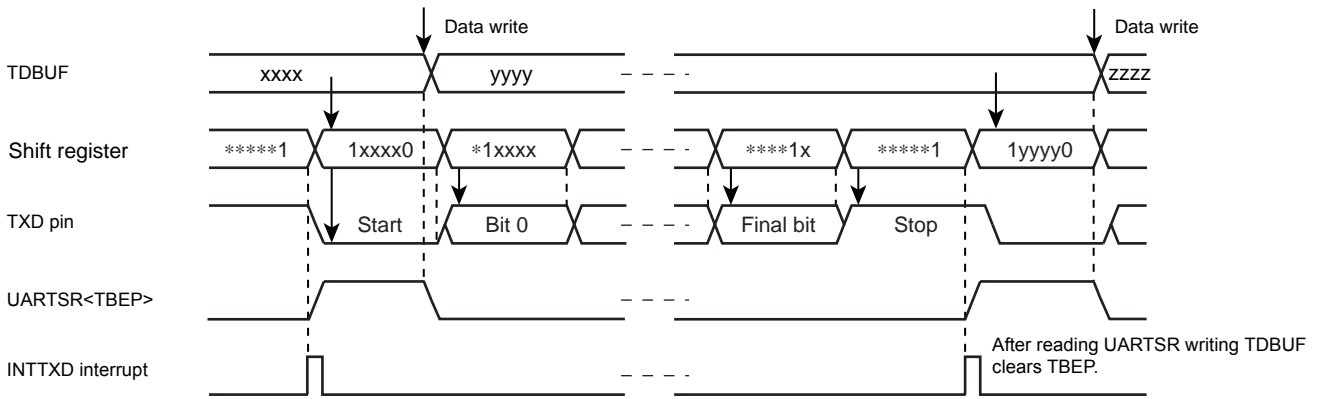 Data write Data write
TDBUF xxxx yyyy zzzz
Shift register *****1 1xxxx0 *1xxxx ****1x *****1 1yyyy0
TXD pin Start Bit 0 Final bit Stop
UARTSR<TBEP>
After reading UARTSR writing TDBUF
INTTXD interrupt clears TBEP.